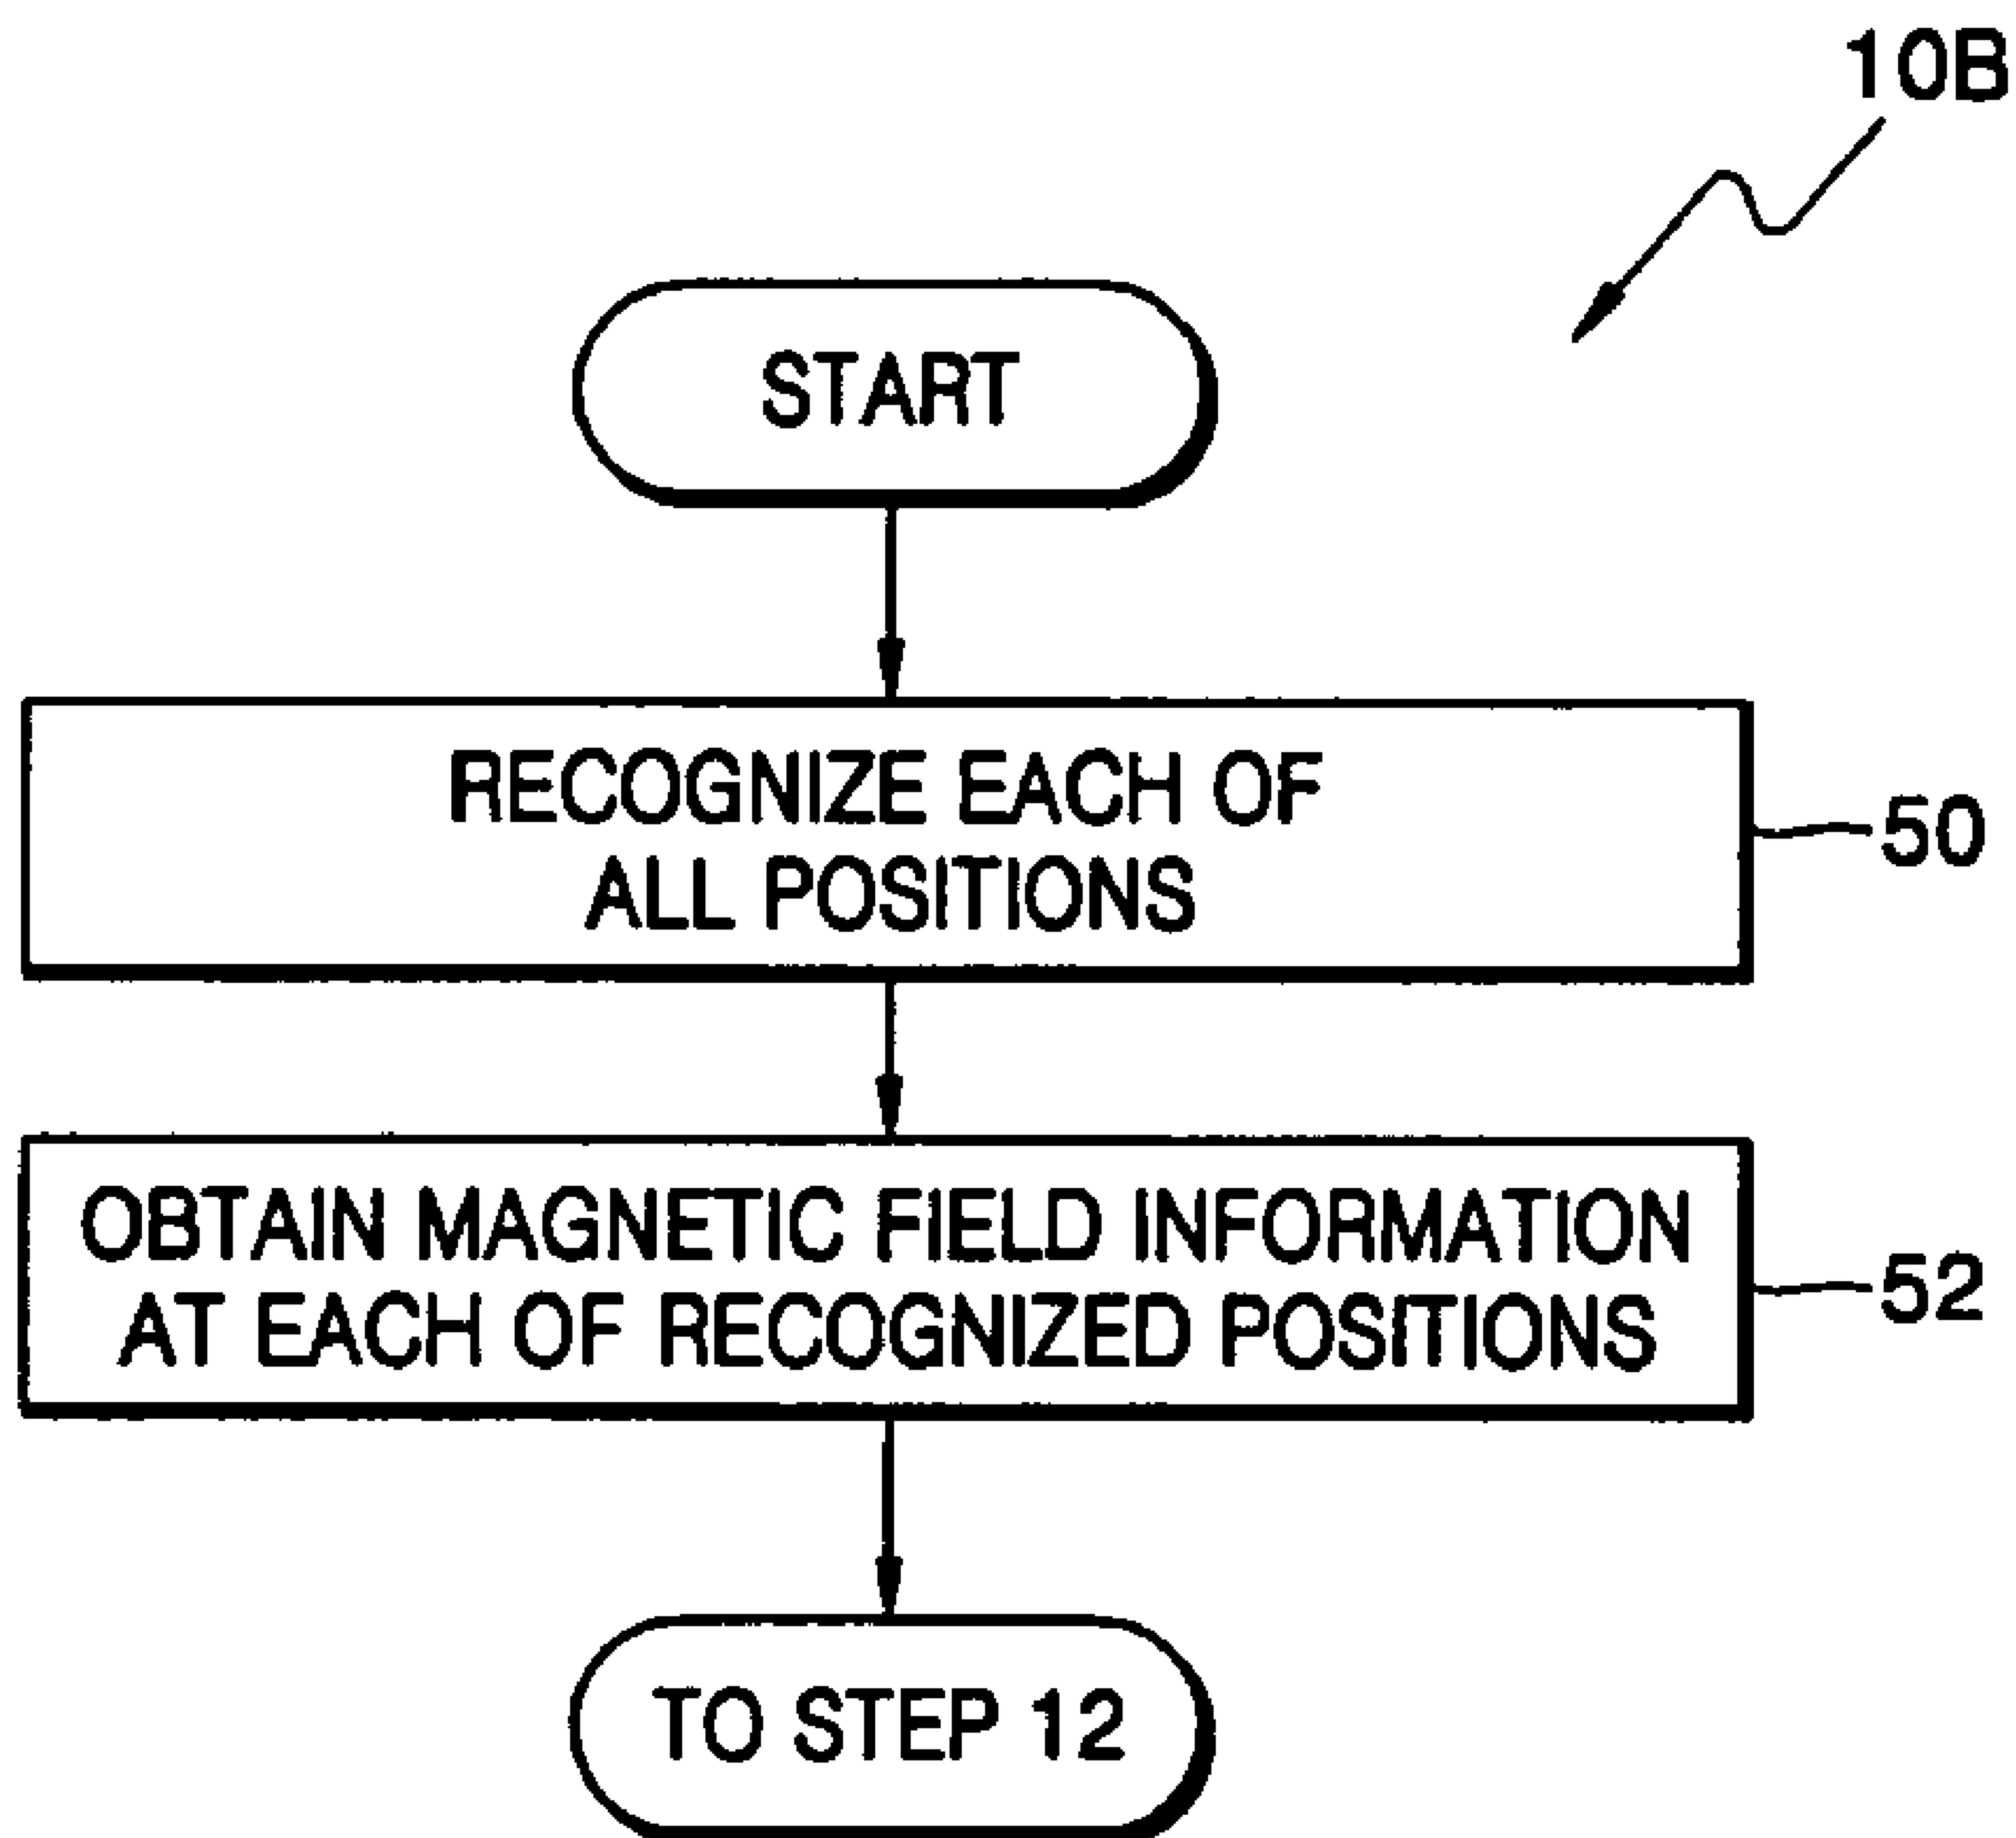 10B
START
RECOGNIZE EACH OF
ALL POSITIONS
50
OBTAIN MAGNETIC FIELD INFORMATION
AT EACH OF RECOGNIZED POSITIONS
52
TO STEP 12